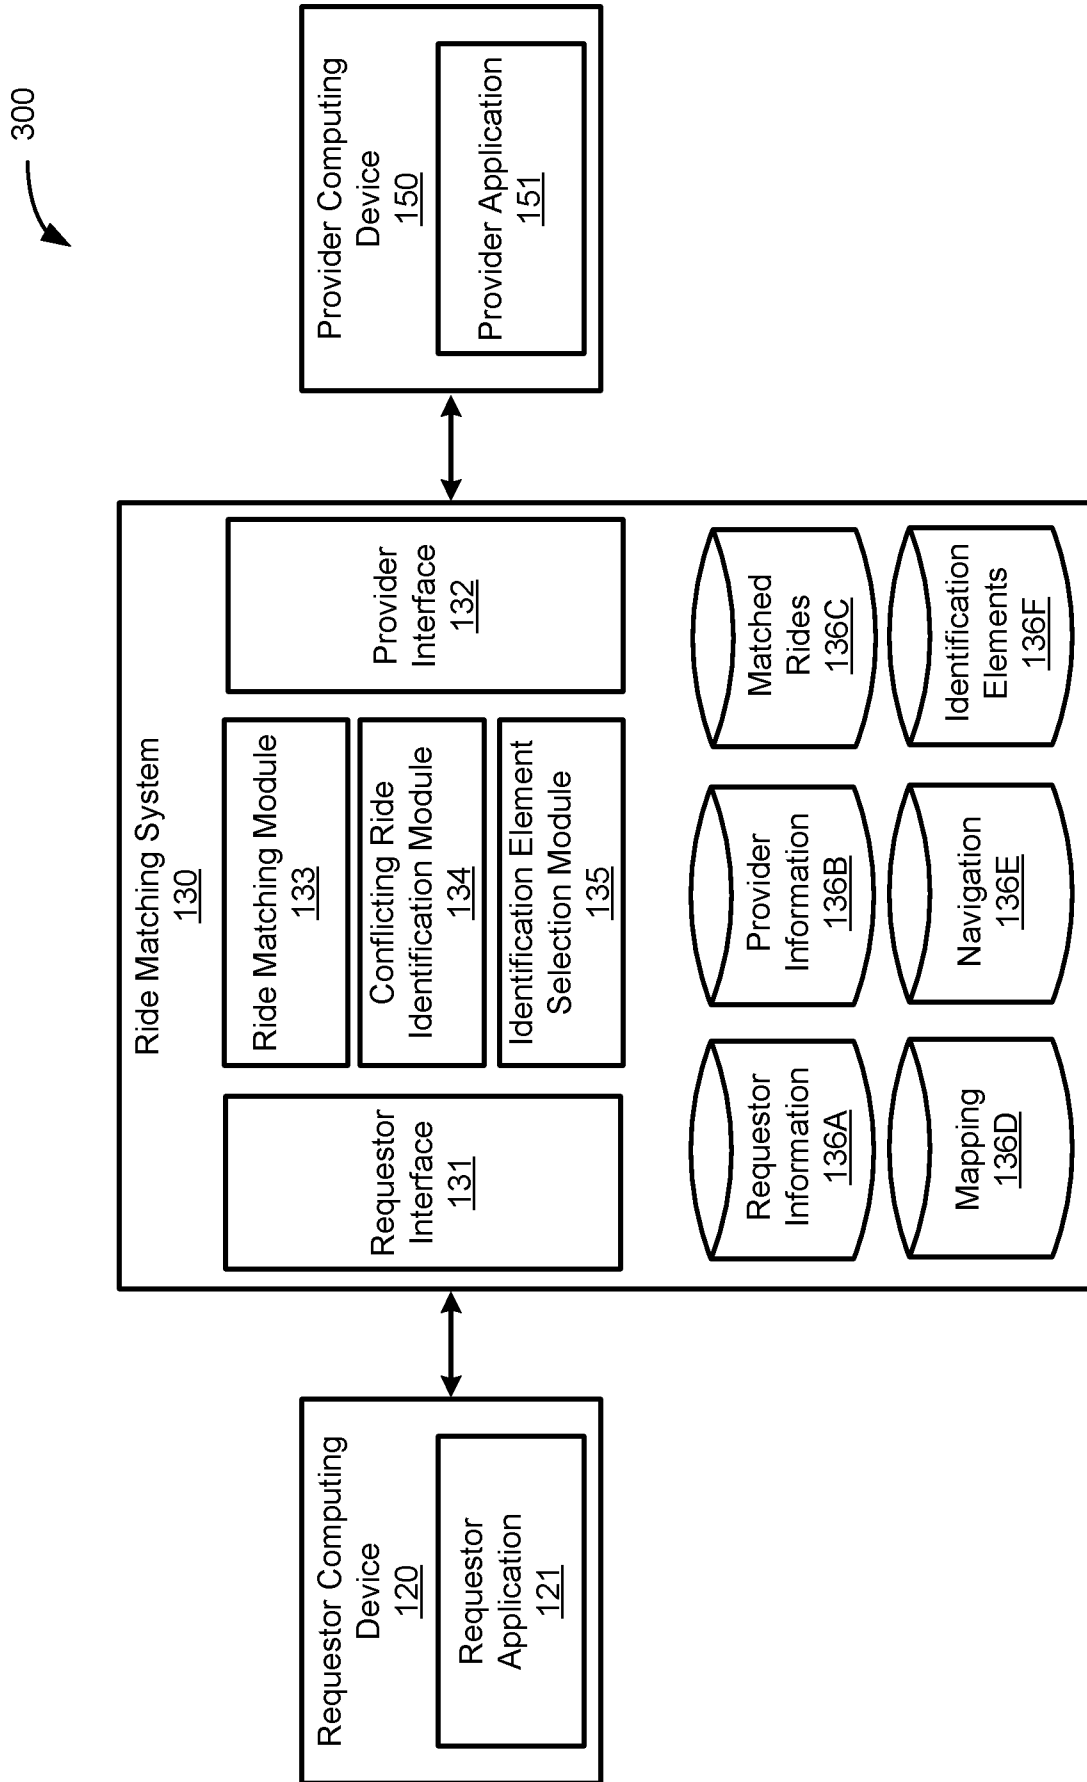 300
Requestor Computing
Device
120
Requestor
Application
121
Ride Matching System
130
Requestor
Interface
131
Ride Matching Module
133
Conflicting Ride
Identification Module
134
Identification Element
Selection Module
135
Provider
Interface
132
Requestor
Information
136A
Provider
Information
136B
Matched
Rides
136C
Mapping
136D
Navigation
136E
Identification
Elements
136F
Provider Computing
Device
150
Provider Application
151